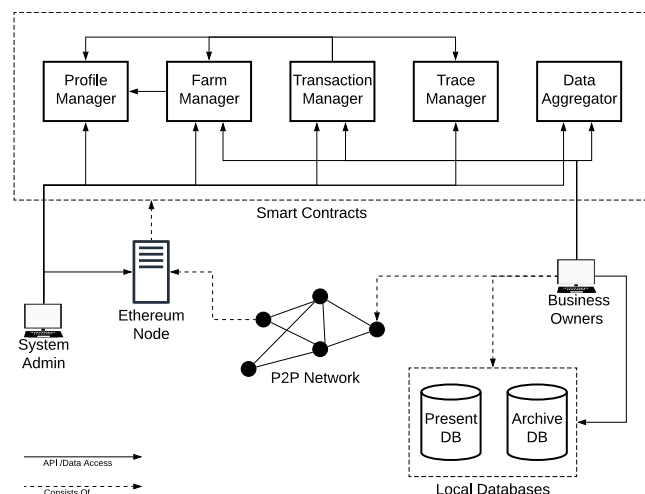 Profile
Manager
Farm
Manager
Transaction
Manager
Trace
Manager
Data
Aggregator
Smart Contracts
System
Admin
Ethereum
Node
P2P Network
Business
Owners
Present
DB
Archive
DB
Local Databases
API /Data Access
Consists Of